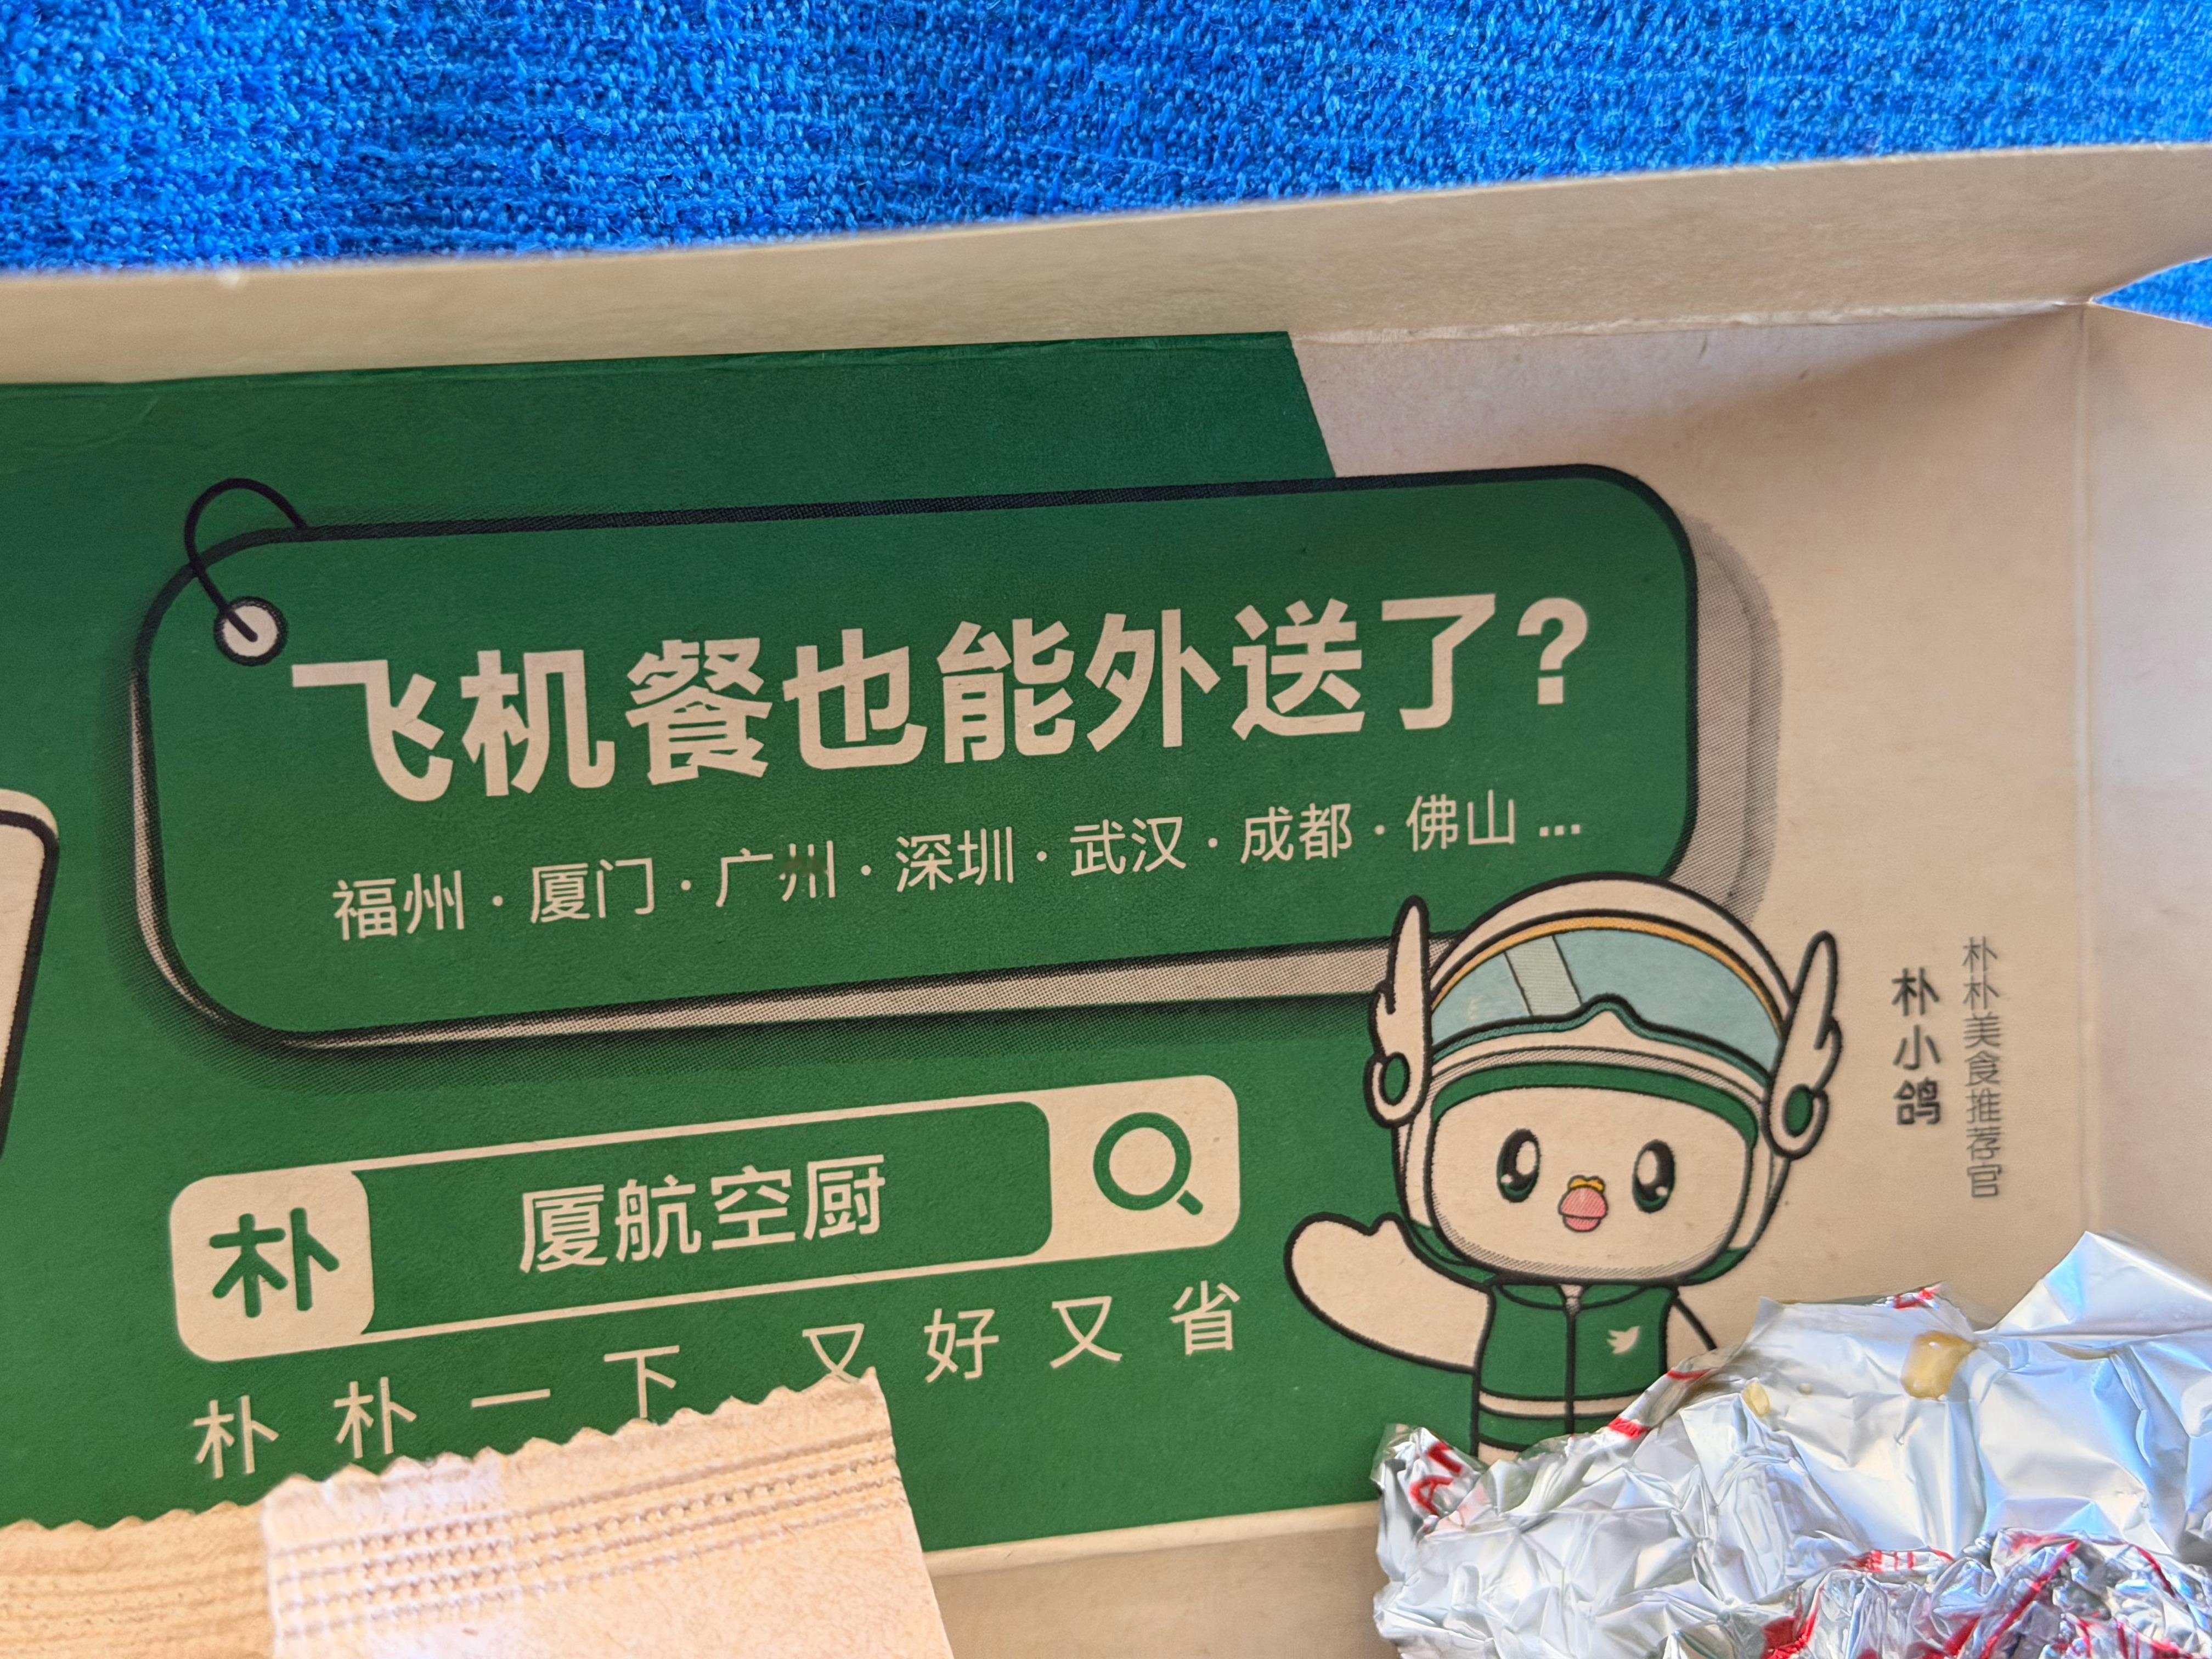 飞机餐也能外送了?
福州·厦门·广州·深圳·武汉·成都·佛山...
朴 厦航空厨
朴朴一下 又好又省
朴小鸽
朴朴美食推荐官